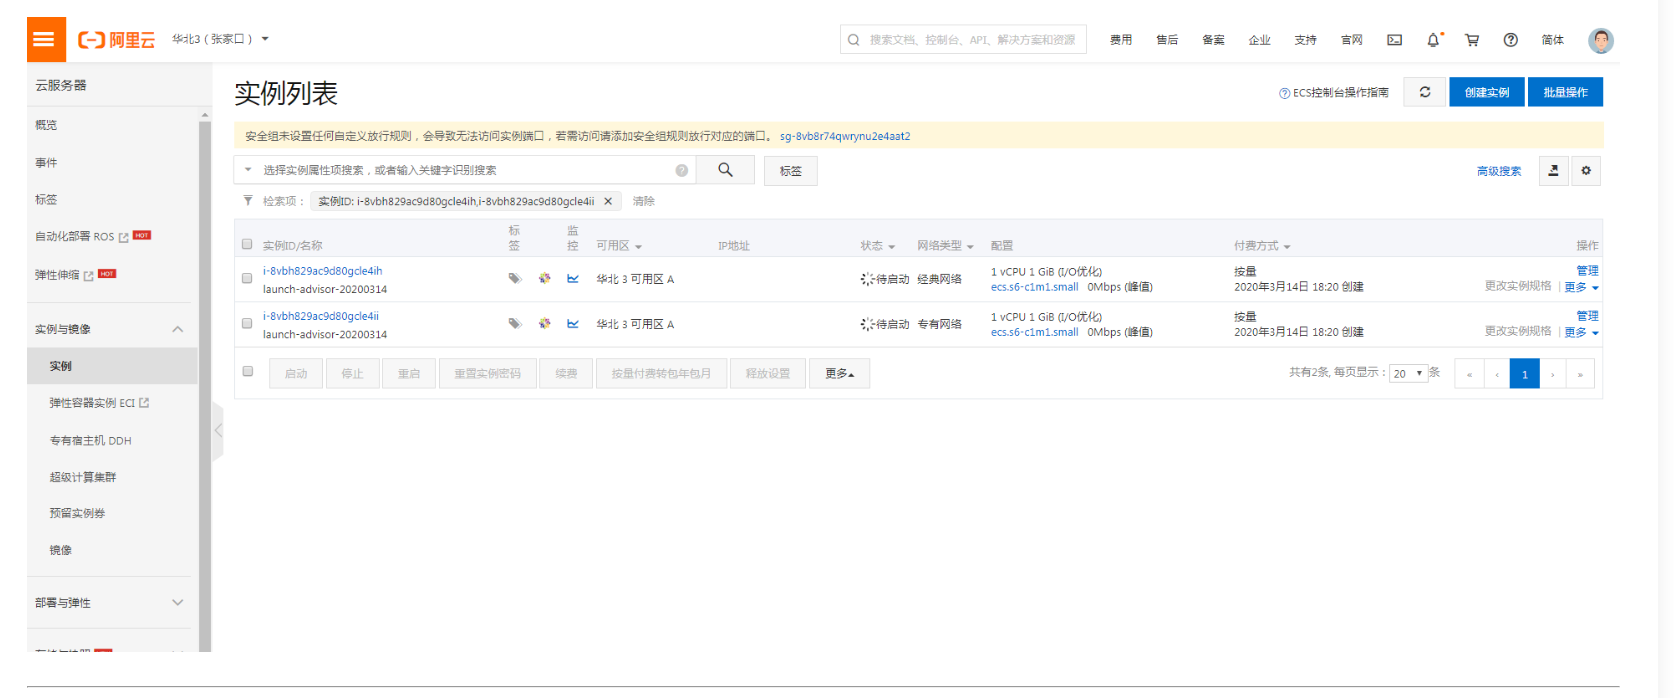 阿里云 华北3 ( 张家口 )
搜索文档、控制台、API、解决方案和资源 费用 售后 备案 企业 支持 官网 简体
云服务器
概览
事件
标签
自动化部署 ROS HOT
弹性伸缩 HOT
实例与镜像
实例
弹性容器实例 ECI
专有宿主机 DDH
超级计算集群
预留实例券
镜像
部署与弹性
实例列表
ECS控制台操作指南 创建实例 批量操作
安全组未设置任何自定义放行规则，会导致无法访问实例端口，若需访问请添加安全组规则放行对应的端口。 sg-8vb8r74qwrynu2e4aat2
选择实例属性项搜索，或者输入关键字识别搜索 标签 高级搜索
检索项： 实例ID: i-8vbh829ac9d80gcle4ih,i-8vbh829ac9d80gcle4ii × 清除
实例ID/名称 标签 监控 可用区 IP地址 状态 网络类型 配置 付费方式 操作
i-8vbh829ac9d80gcle4ih 1 vCPU 1 GiB (I/O优化) 按量 管理
launch-advisor-20200314 华北 3 可用区 A 待启动 经典网络 ecs.s6-c1m1.small 0Mbps (峰值) 2020年3月14日 18:20 创建 更改实例规格 | 更多
i-8vbh829ac9d80gcle4ii 1 vCPU 1 GiB (I/O优化) 按量 管理
launch-advisor-20200314 华北 3 可用区 A 待启动 专有网络 ecs.s6-c1m1.small 0Mbps (峰值) 2020年3月14日 18:20 创建 更改实例规格 | 更多
启动 停止 重启 重置实例密码 续费 按量付费转包年包月 释放设置 更多 共有2条, 每页显示： 20 条 « ‹ 1 › »